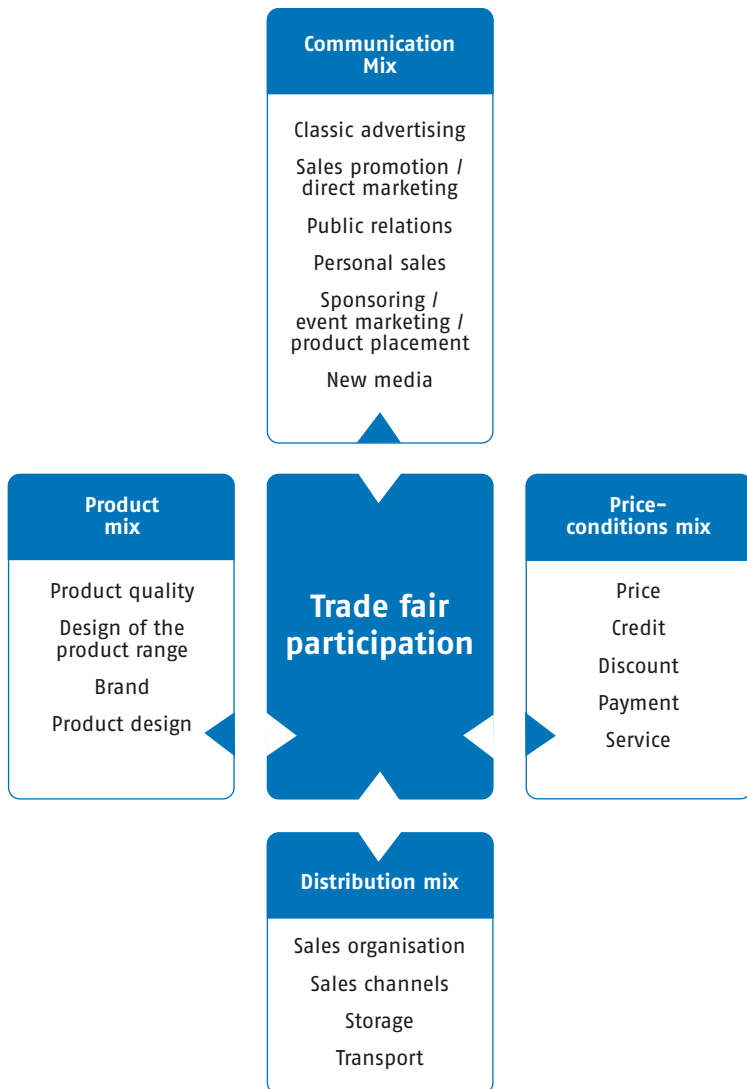 Communication
Mix
Classic advertising
Sales promotion /
direct marketing
Public relations
Personal sales
Sponsoring /
event marketing /
product placement
New media
Product
mix
Product quality
Design of the
product range
Brand
Product design
Trade fair
participation
Price–
conditions mix
Price
Credit
Discount
Payment
Service
Distribution mix
Sales organisation
Sales channels
Storage
Transport